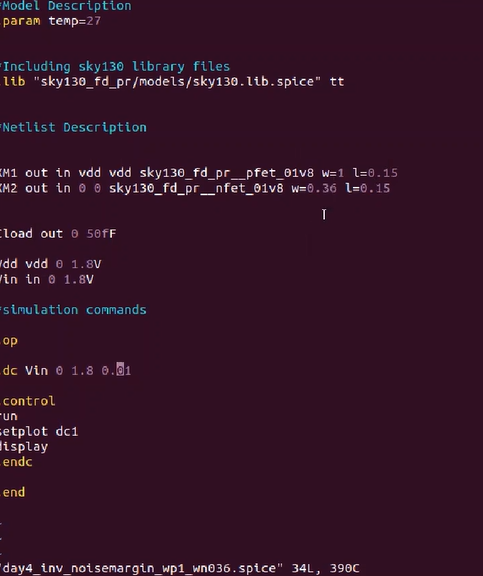 Model Description
param temp=27
Including sky130 library files
lib "sky130_fd_pr/models/sky130.lib.spice" tt
Netlist Description
XM1 out in vdd vdd sky130_fd_pr__pfet_01v8 w=1 l=0.15
XM2 out in 0 0 sky130_fd_pr__nfet_01v8 w=0.36 l=0.15
Cload out 0 50fF
Vdd vdd 0 1.8V
Vin in 0 1.8V
*simulation commands
.op
.dc Vin 0 1.8 0.01
.control
run
setplot dc1
display
.endc
.end
"day4_inv_noisemargin_wp1_wn036.spice" 34L, 390C